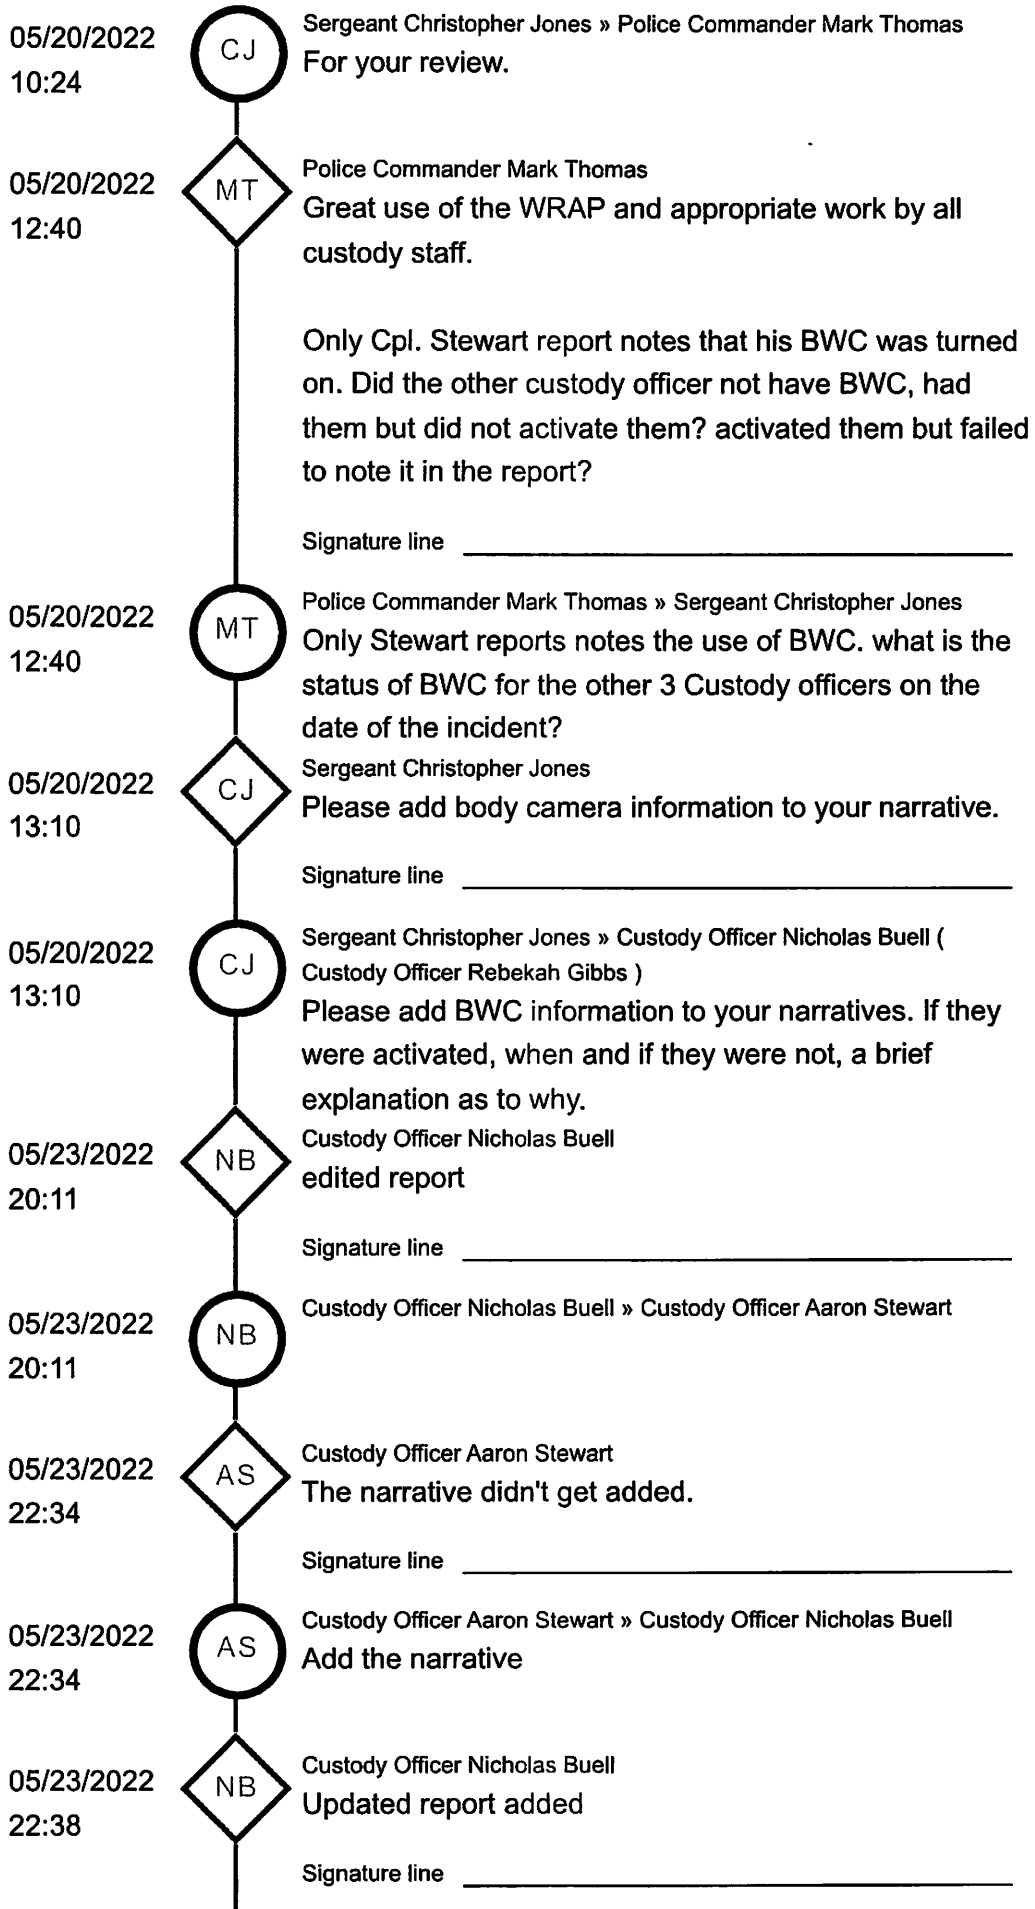 05/20/2022
10:24
CJ
Sergeant Christopher Jones » Police Commander Mark Thomas
For your review.
05/20/2022
12:40
MT
Police Commander Mark Thomas
Great use of the WRAP and appropriate work by all
custody staff.
Only Cpl. Stewart report notes that his BWC was turned
on. Did the other custody officer not have BWC, had
them but did not activate them? activated them but failed
to note it in the report?
Signature line
05/20/2022
12:40
MT
Police Commander Mark Thomas » Sergeant Christopher Jones
Only Stewart reports notes the use of BWC. what is the
status of BWC for the other 3 Custody officers on the
date of the incident?
05/20/2022
13:10
CJ
Sergeant Christopher Jones
Please add body camera information to your narrative.
Signature line
05/20/2022
13:10
CJ
Sergeant Christopher Jones » Custody Officer Nicholas Buell (
Custody Officer Rebekah Gibbs )
Please add BWC information to your narratives. If they
were activated, when and if they were not, a brief
explanation as to why.
05/23/2022
20:11
NB
Custody Officer Nicholas Buell
edited report
Signature line
05/23/2022
20:11
NB
Custody Officer Nicholas Buell » Custody Officer Aaron Stewart
05/23/2022
22:34
AS
Custody Officer Aaron Stewart
The narrative didn't get added.
Signature line
05/23/2022
22:34
AS
Custody Officer Aaron Stewart » Custody Officer Nicholas Buell
Add the narrative
05/23/2022
22:38
NB
Custody Officer Nicholas Buell
Updated report added
Signature line